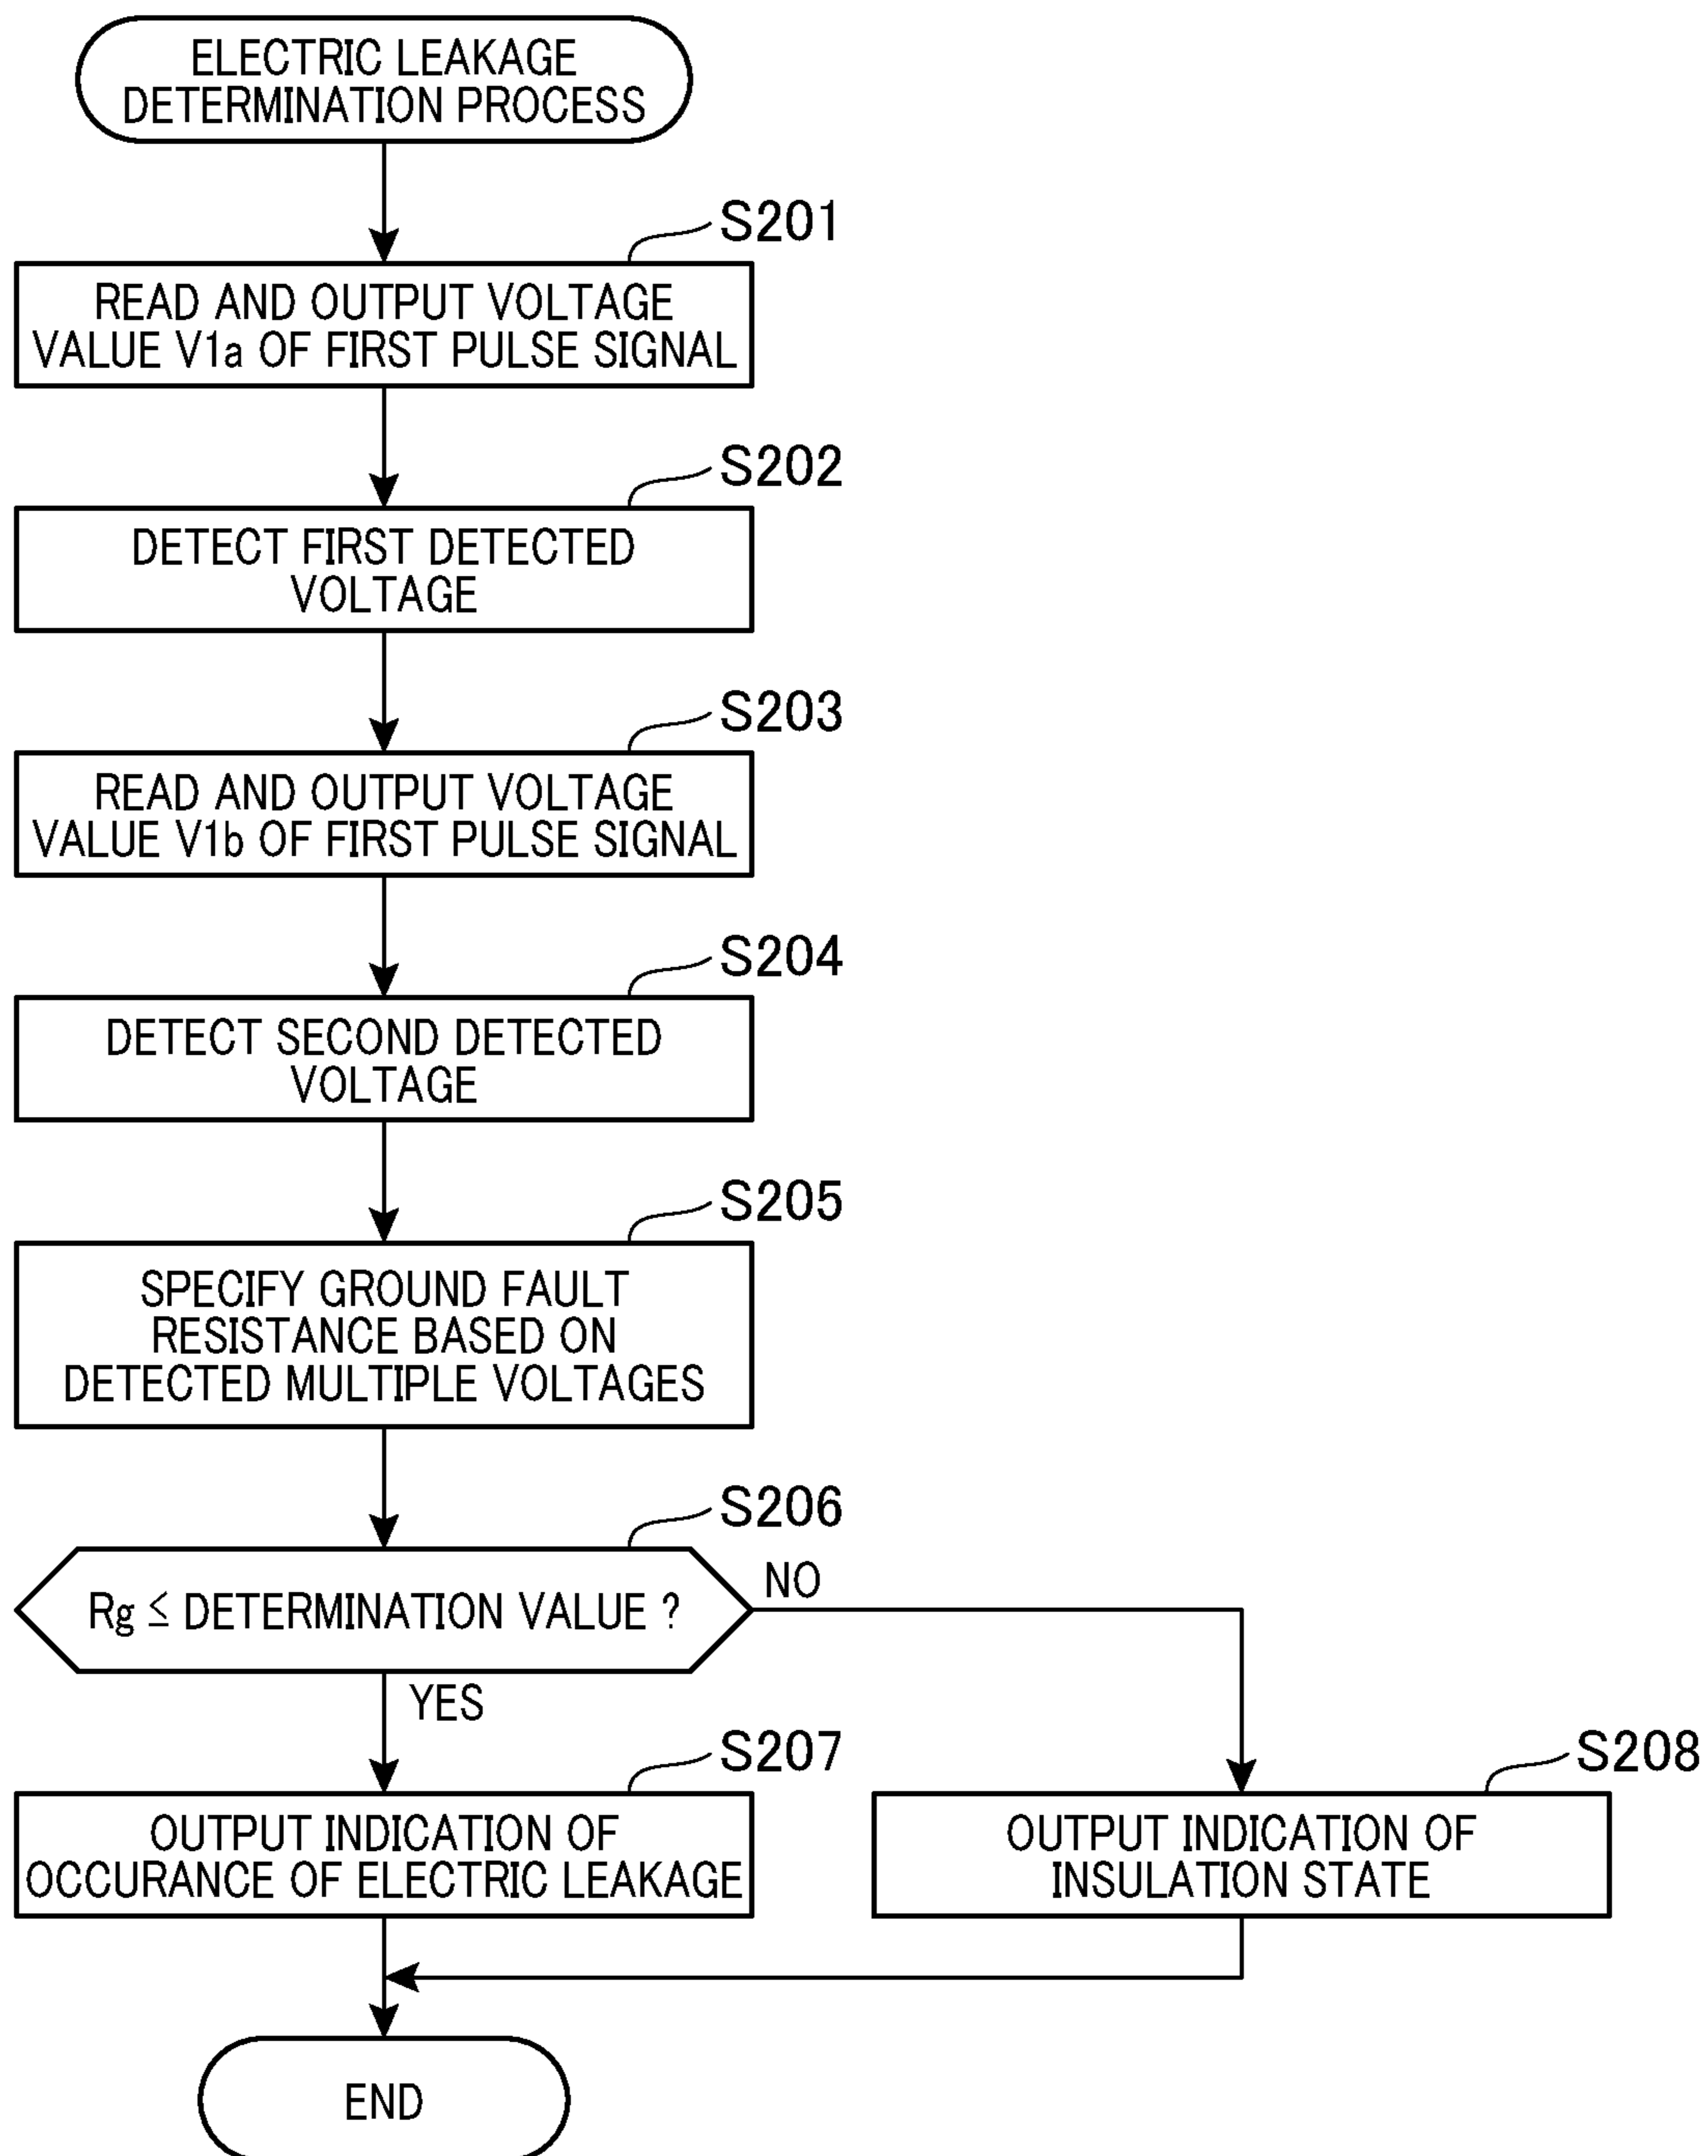 ELECTRIC LEAKAGE
DETERMINATION PROCESS
S201
READ AND OUTPUT VOLTAGE
VALUE V1a OF FIRST PULSE SIGNAL
S202
DETECT FIRST DETECTED
VOLTAGE
S203
READ AND OUTPUT VOLTAGE
VALUE V1b OF FIRST PULSE SIGNAL
S204
DETECT SECOND DETECTED
VOLTAGE
S205
SPECIFY GROUND FAULT
RESISTANCE BASED ON
DETECTED MULTIPLE VOLTAGES
S206
Rg ≤ DETERMINATION VALUE ?
NO
YES
S207
OUTPUT INDICATION OF
OCCURANCE OF ELECTRIC LEAKAGE
S208
OUTPUT INDICATION OF
INSULATION STATE
END